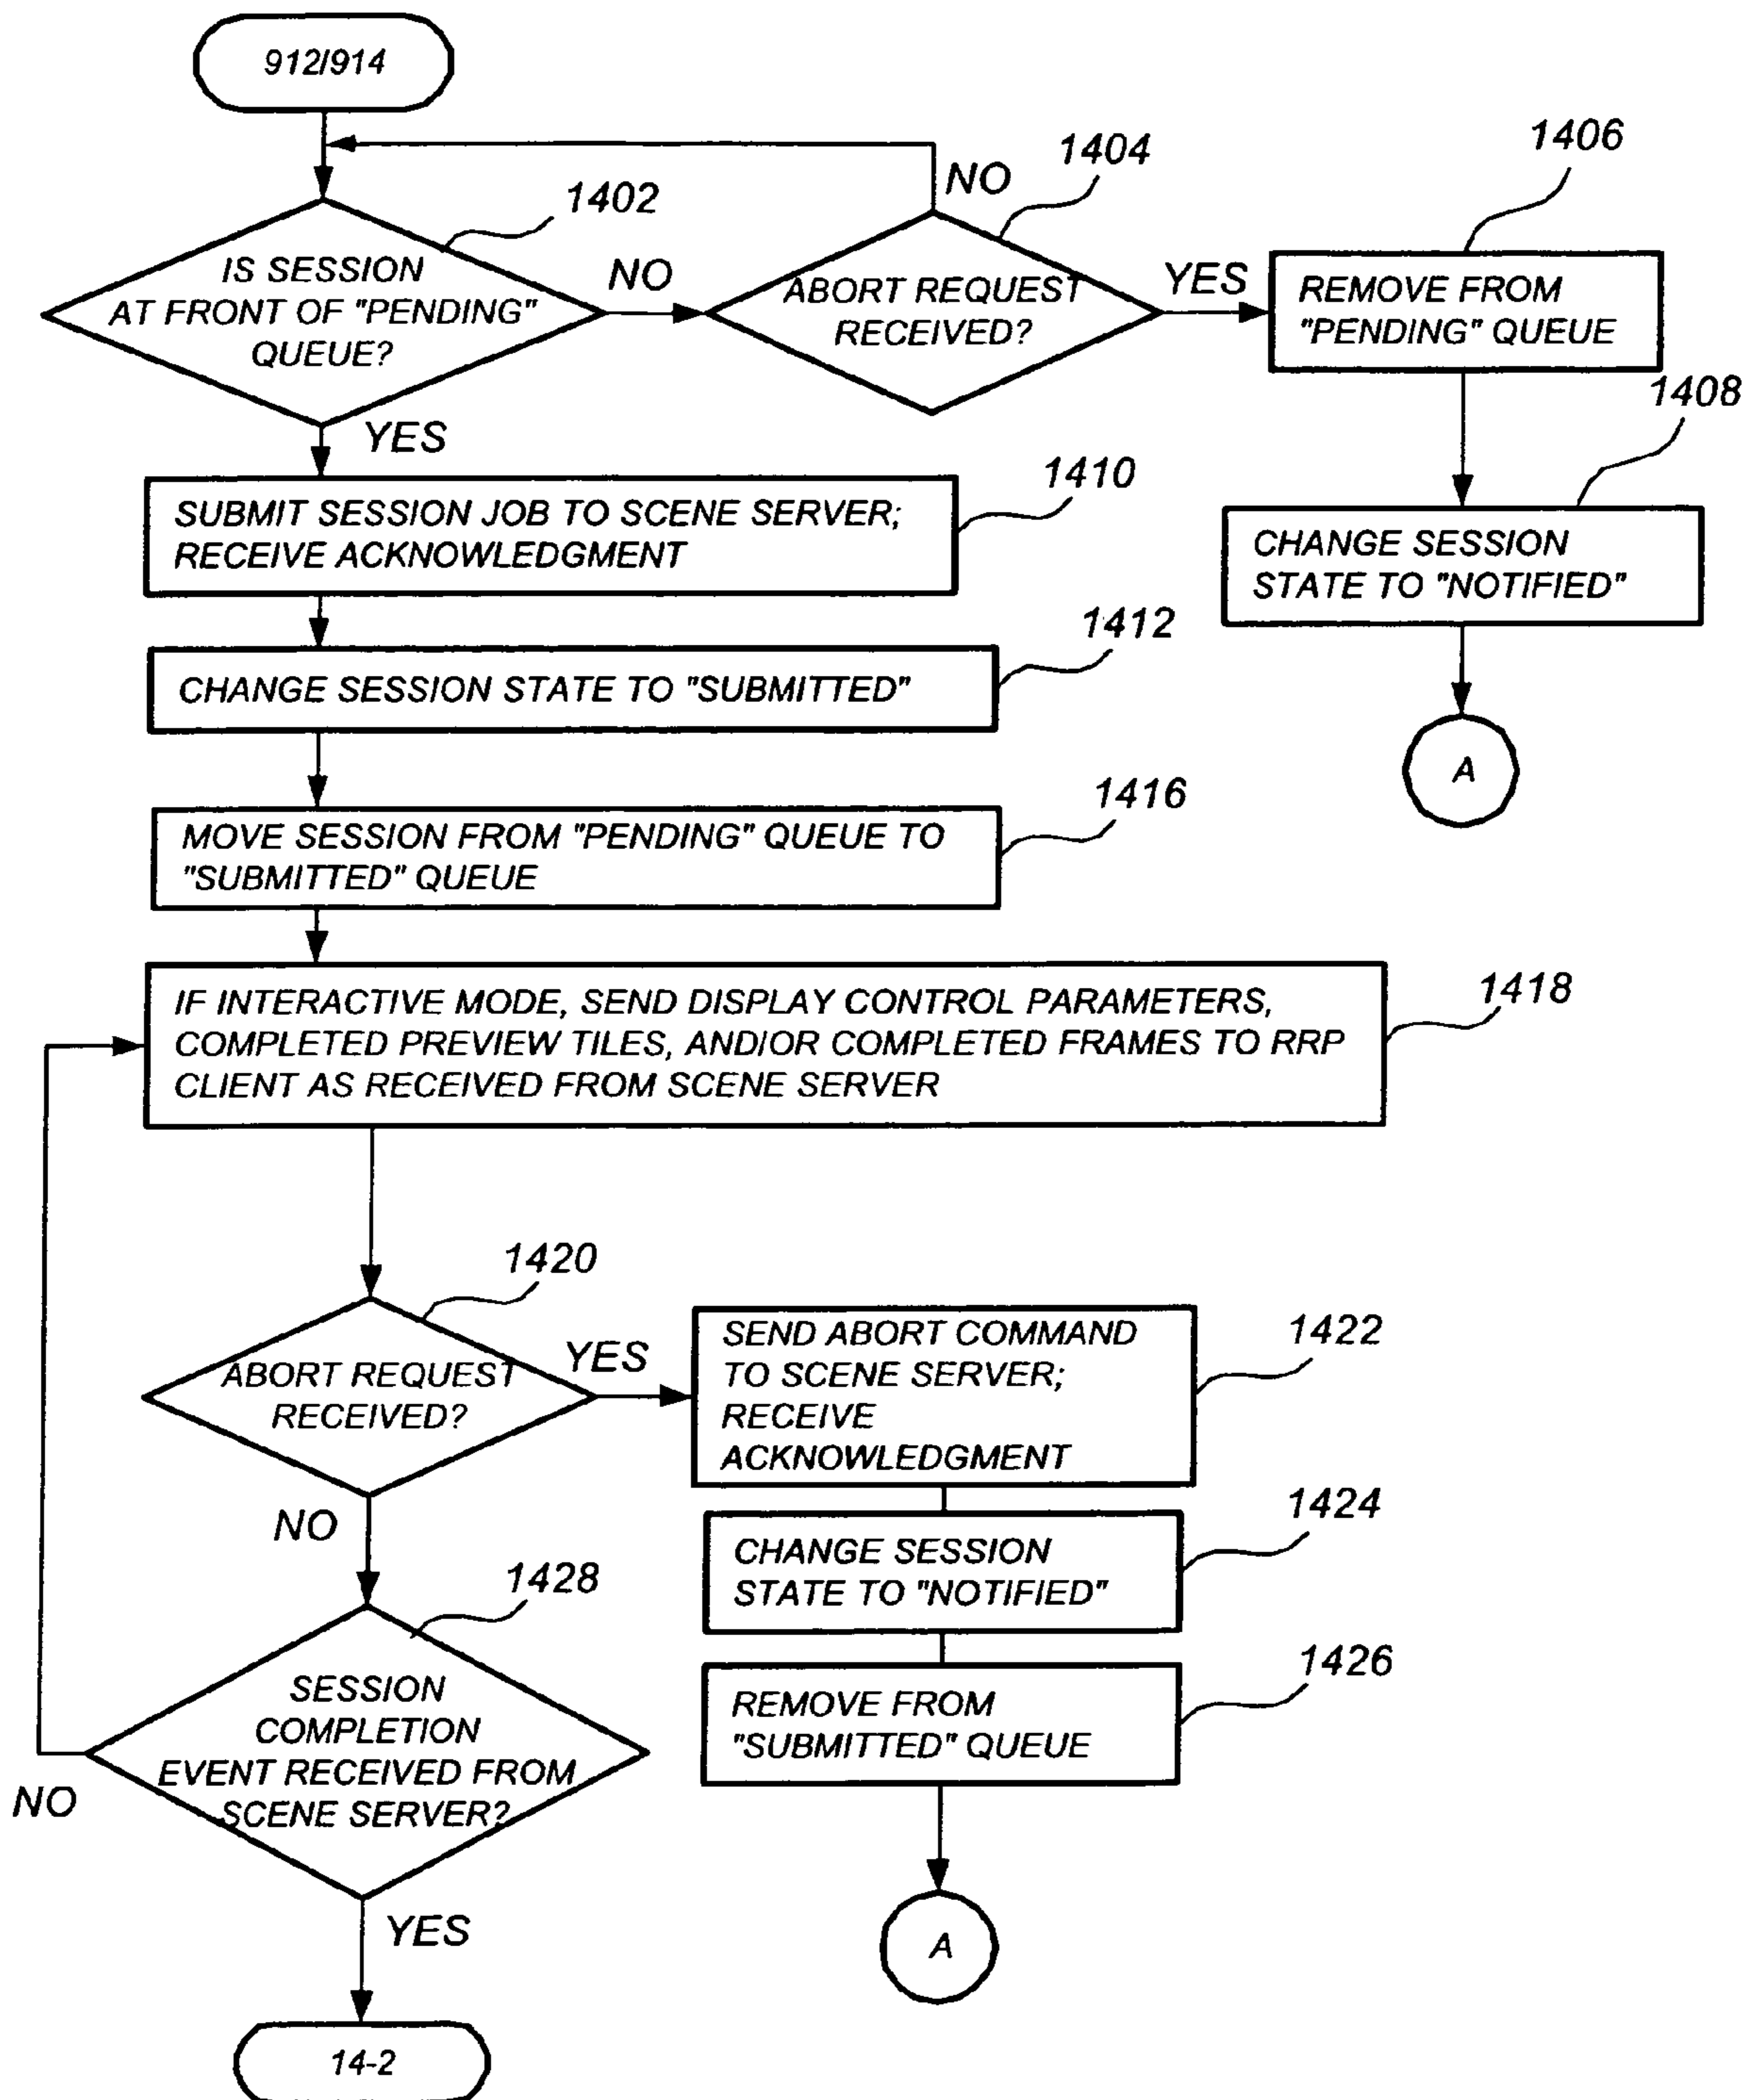 912/914
1402
IS SESSION
AT FRONT OF "PENDING"
QUEUE?
NO
YES
1404
NO
ABORT REQUEST
RECEIVED?
YES
1406
REMOVE FROM
"PENDING" QUEUE
1408
CHANGE SESSION
STATE TO "NOTIFIED"
A
1410
SUBMIT SESSION JOB TO SCENE SERVER;
RECEIVE ACKNOWLEDGMENT
1412
CHANGE SESSION STATE TO "SUBMITTED"
1416
MOVE SESSION FROM "PENDING" QUEUE TO
"SUBMITTED" QUEUE
1418
IF INTERACTIVE MODE, SEND DISPLAY CONTROL PARAMETERS,
COMPLETED PREVIEW TILES, AND/OR COMPLETED FRAMES TO RRP
CLIENT AS RECEIVED FROM SCENE SERVER
1420
ABORT REQUEST
RECEIVED?
YES
NO
1422
SEND ABORT COMMAND
TO SCENE SERVER;
RECEIVE
ACKNOWLEDGMENT
1424
CHANGE SESSION
STATE TO "NOTIFIED"
1426
REMOVE FROM
"SUBMITTED" QUEUE
A
1428
SESSION
COMPLETION
EVENT RECEIVED FROM
SCENE SERVER?
NO
YES
14-2